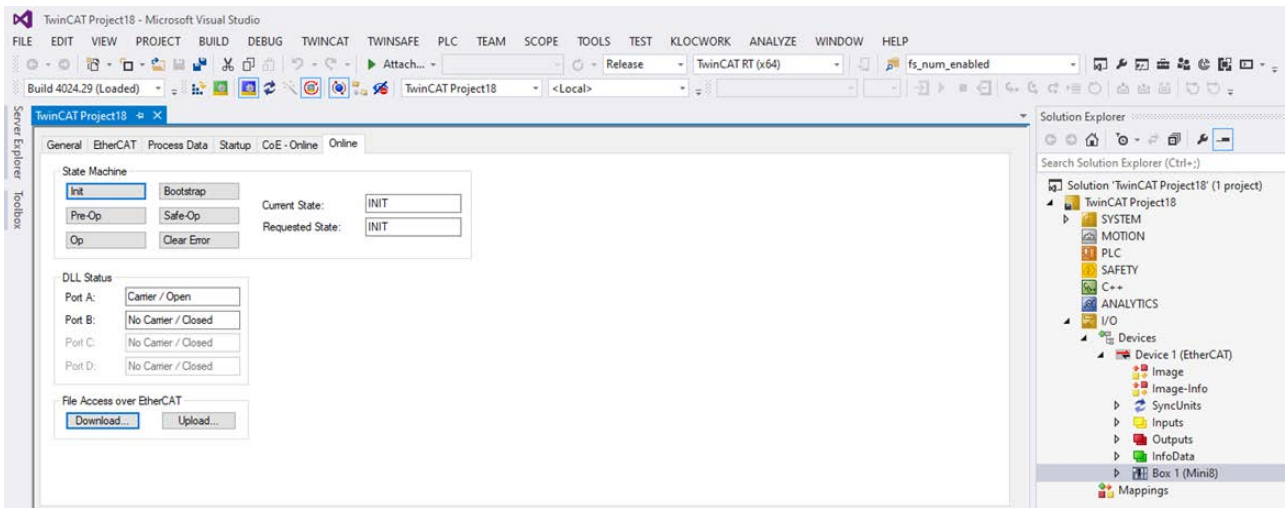 TwinCAT Project18 - Microsoft Visual Studio
FILE EDIT VIEW PROJECT BUILD DEBUG TWINCAT TWINSAFE PLC TEAM SCOPE TOOLS TEST KLOCWORK ANALYZE WINDOW HELP
Attach... Release TwinCAT RT (x64) fs_num_enabled
Build 4024.29 (Loaded) TwinCAT Project18 <Local>
Server Explorer
Toolbox
TwinCAT Project18
General EtherCAT Process Data Startup CoE - Online Online
State Machine
Init Bootstrap
Pre-Op Safe-Op
Op Clear Error
Current State: INIT
Requested State: INIT
DLL Status
Port A: Carrier / Open
Port B: No Carrier / Closed
Port C: No Carrier / Closed
Port D: No Carrier / Closed
File Access over EtherCAT
Download... Upload...
Solution Explorer
Search Solution Explorer (Ctrl+;)
Solution 'TwinCAT Project18' (1 project)
TwinCAT Project18
SYSTEM
MOTION
PLC
SAFETY
C++
ANALYTICS
I/O
Devices
Device 1 (EtherCAT)
Image
Image-Info
SyncUnits
Inputs
Outputs
InfoData
Box 1 (Mini8)
Mappings